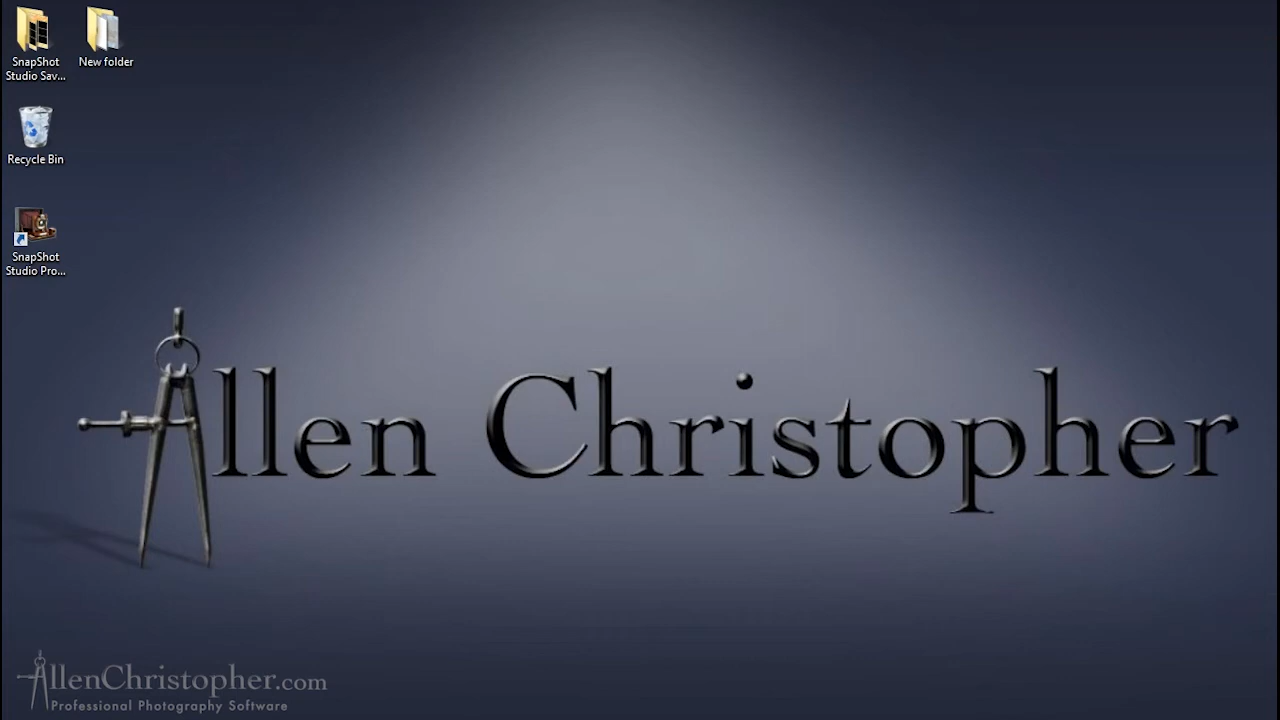 SnapShot
Studio Sav...
New folder
Recycle Bin
SnapShot
Studio Pro...
Allen Christopher
AllenChristopher.com
Professional Photography Software